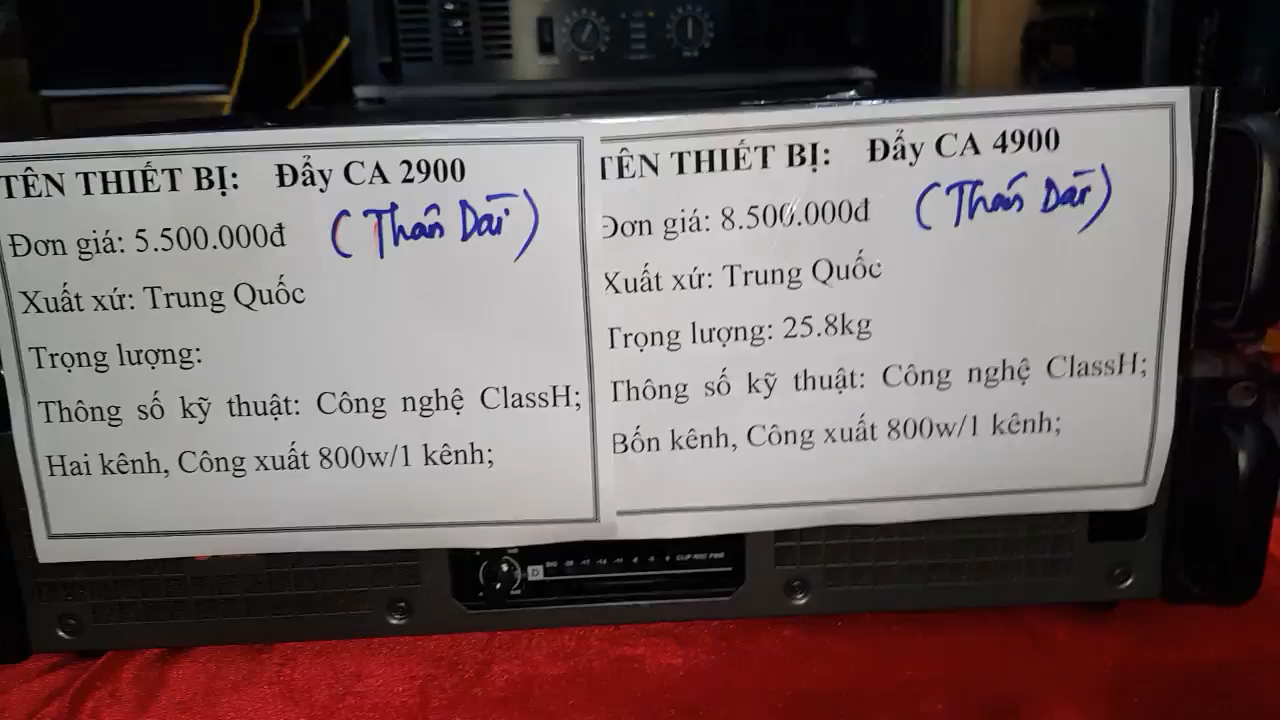 TÊN THIẾT BỊ: Đẩy CA 2900
Đơn giá: 5.500.000đ (Thân Dài)
Xuất xứ: Trung Quốc
Trọng lượng:
Thông số kỹ thuật: Công nghệ ClassH;
Hai kênh, Công xuất 800w/1 kênh;
TÊN THIẾT BỊ: Đẩy CA 4900
Đơn giá: 8.500.000đ (Thân Dài)
Xuất xứ: Trung Quốc
Trọng lượng: 25.8kg
Thông số kỹ thuật: Công nghệ ClassH;
Bốn kênh, Công xuất 800w/1 kênh;
D